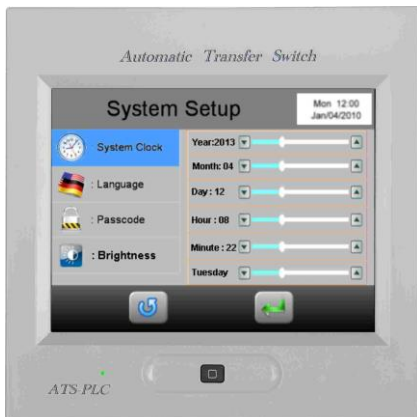 Automatic Transfer Switch
System Setup
Mon 12:00
Jan/04/2010
System Clock
: Language
: Passcode
: Brightness
Year:2013
Month: 04
Day : 12
Hour : 08
Minute : 22
Tuesday
ATS-PLC